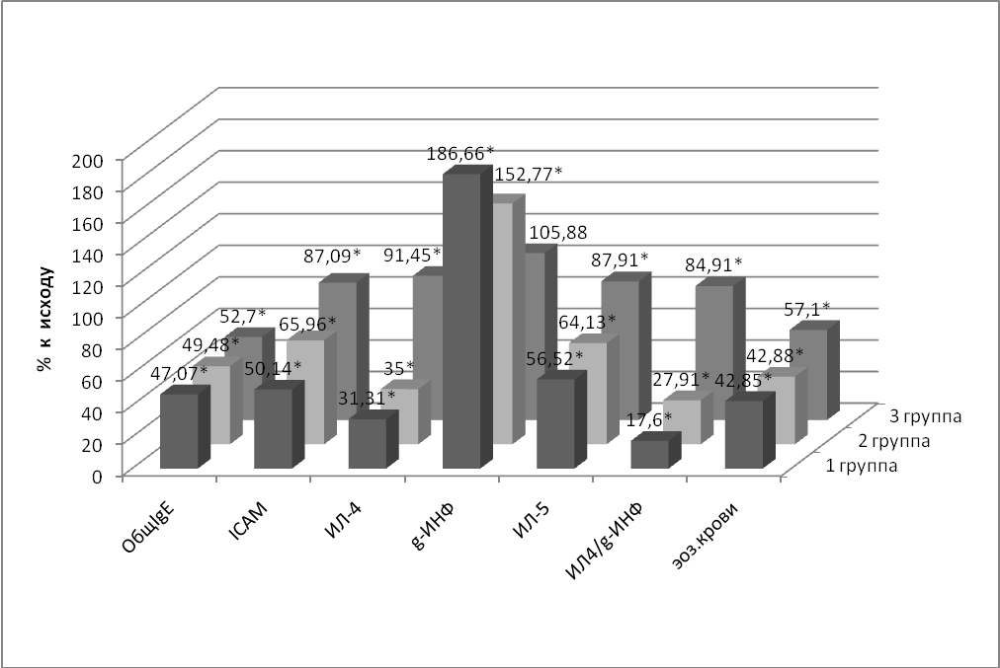 186,66*
152,77*
105,88
87,09*
91,45*
87,91*
84,91*
52,7*
65,96*
64,13*
57,1*
49,48*
47,07*
50,14*
35*
31,31*
56,52*
27,91*
17,6*
42,88*
42,85*
% к исходу
200
180
160
140
120
100
80
60
40
20
0
3 группа
2 группа
1 группа
ОбщIgE
ICAM
ИЛ-4
g-ИНФ
ИЛ-5
ИЛ4/g-ИНФ
эоз.крови